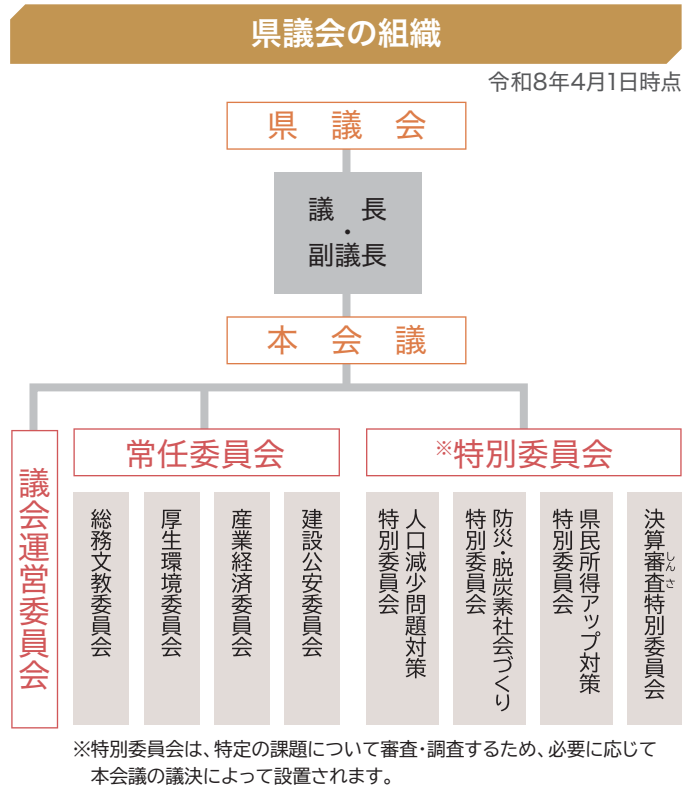 県議会の組織
令和8年4月1日時点
県議会
議長
・
副議長
本会議
議会運営委員会
常任委員会
※特別委員会
総務文教委員会
厚生環境委員会
産業経済委員会
建設公安委員会
人口減少問題対策
特別委員会
防災・脱炭素社会づくり
特別委員会
県民所得アップ対策
特別委員会
決算審査特別委員会
しんさ
※特別委員会は、特定の課題について審査・調査するため、必要に応じて
本会議の議決によって設置されます。